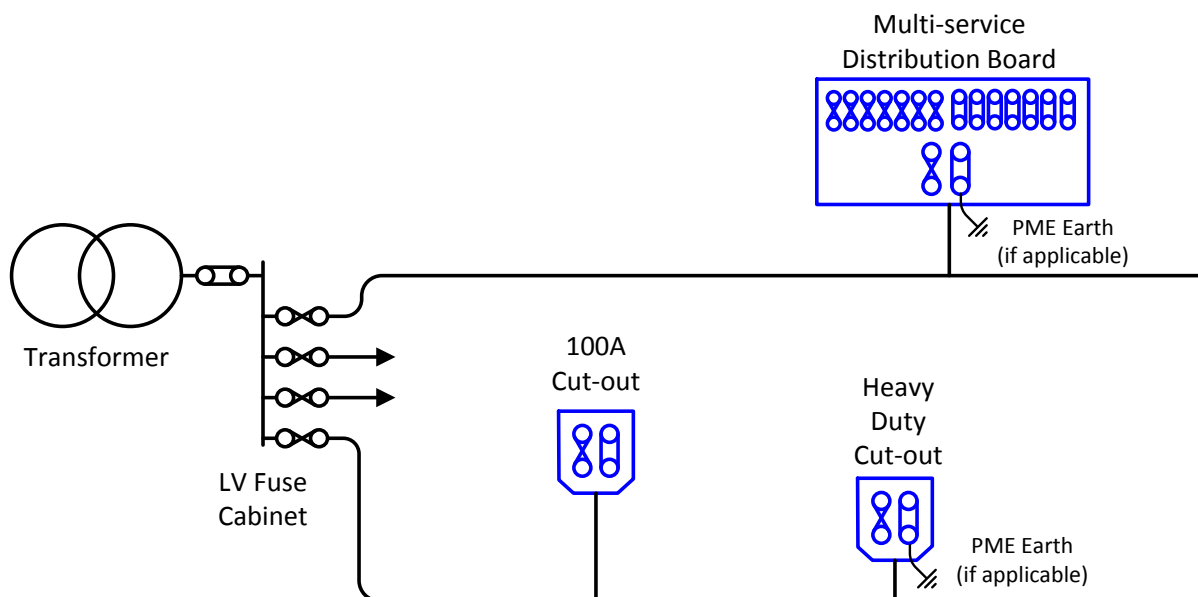 Multi-service
Distribution Board
PME Earth
(if applicable)
Transformer
100A
Cut-out
Heavy
Duty
Cut-out
LV Fuse
Cabinet
PME Earth
(if applicable)